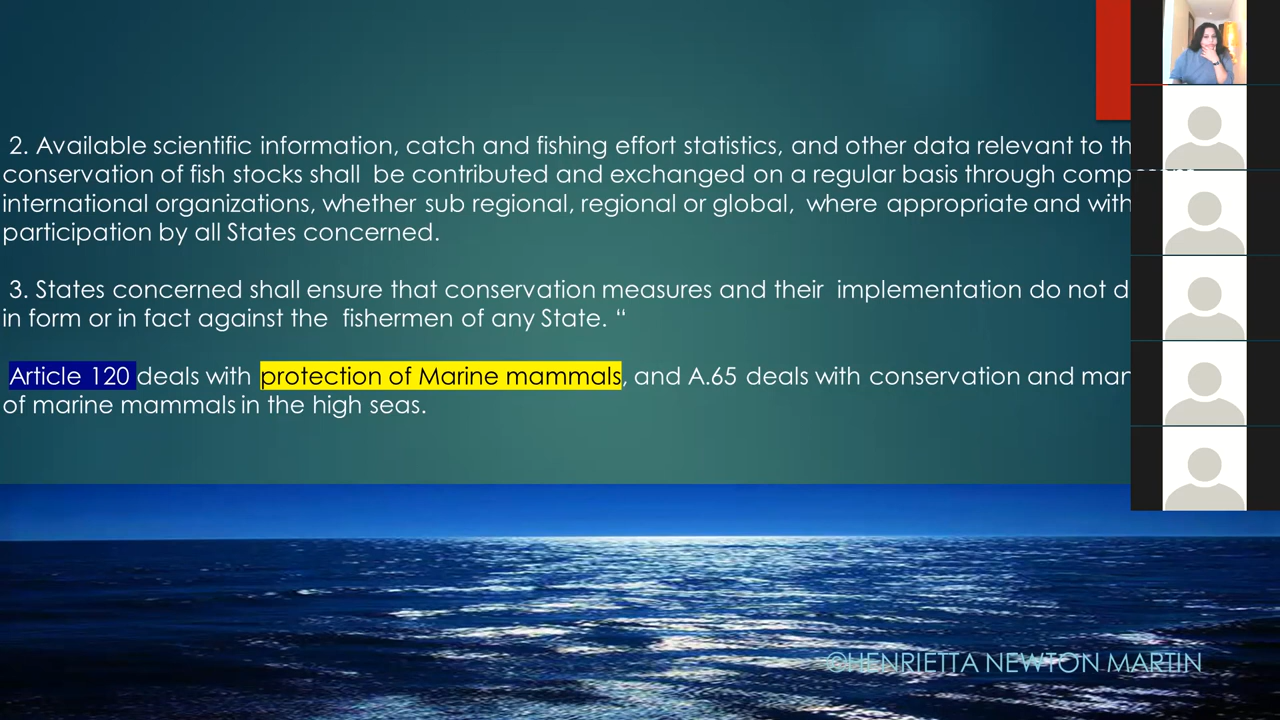 2. Available scientific information, catch and fishing effort statistics, and other data relevant to
conservation of fish stocks shall be contributed and exchanged on a regular basis through
international organizations, whether sub regional, regional or global, where appropriate and with
participation by all States concerned.
3. States concerned shall ensure that conservation measures and their implementation do not
in form or in fact against the fishermen of any State. “
Article 120 deals with protection of Marine mammals, and A.65 deals with conservation and
of marine mammals in the high seas.
©HENRIETTA NEWTON MARTIN